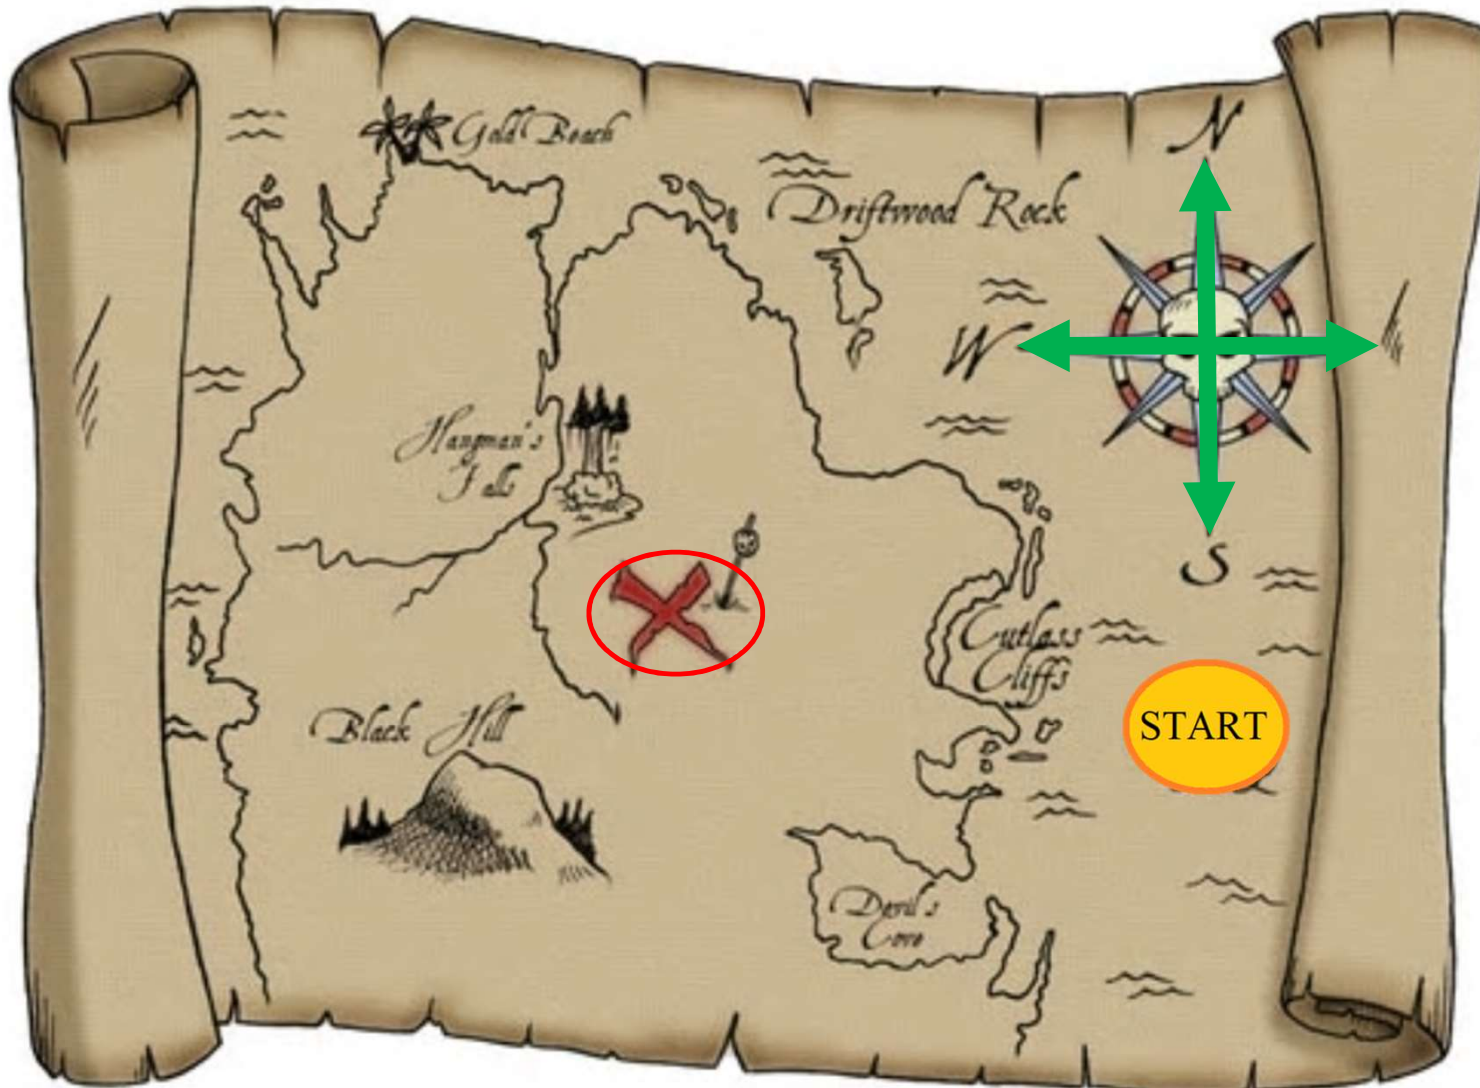 Gold Beach
N
Driftwood Rock
W
Hangman's
Falls
S
Cutlass
Cliffs
START
Black Hill
Devil's
Cove